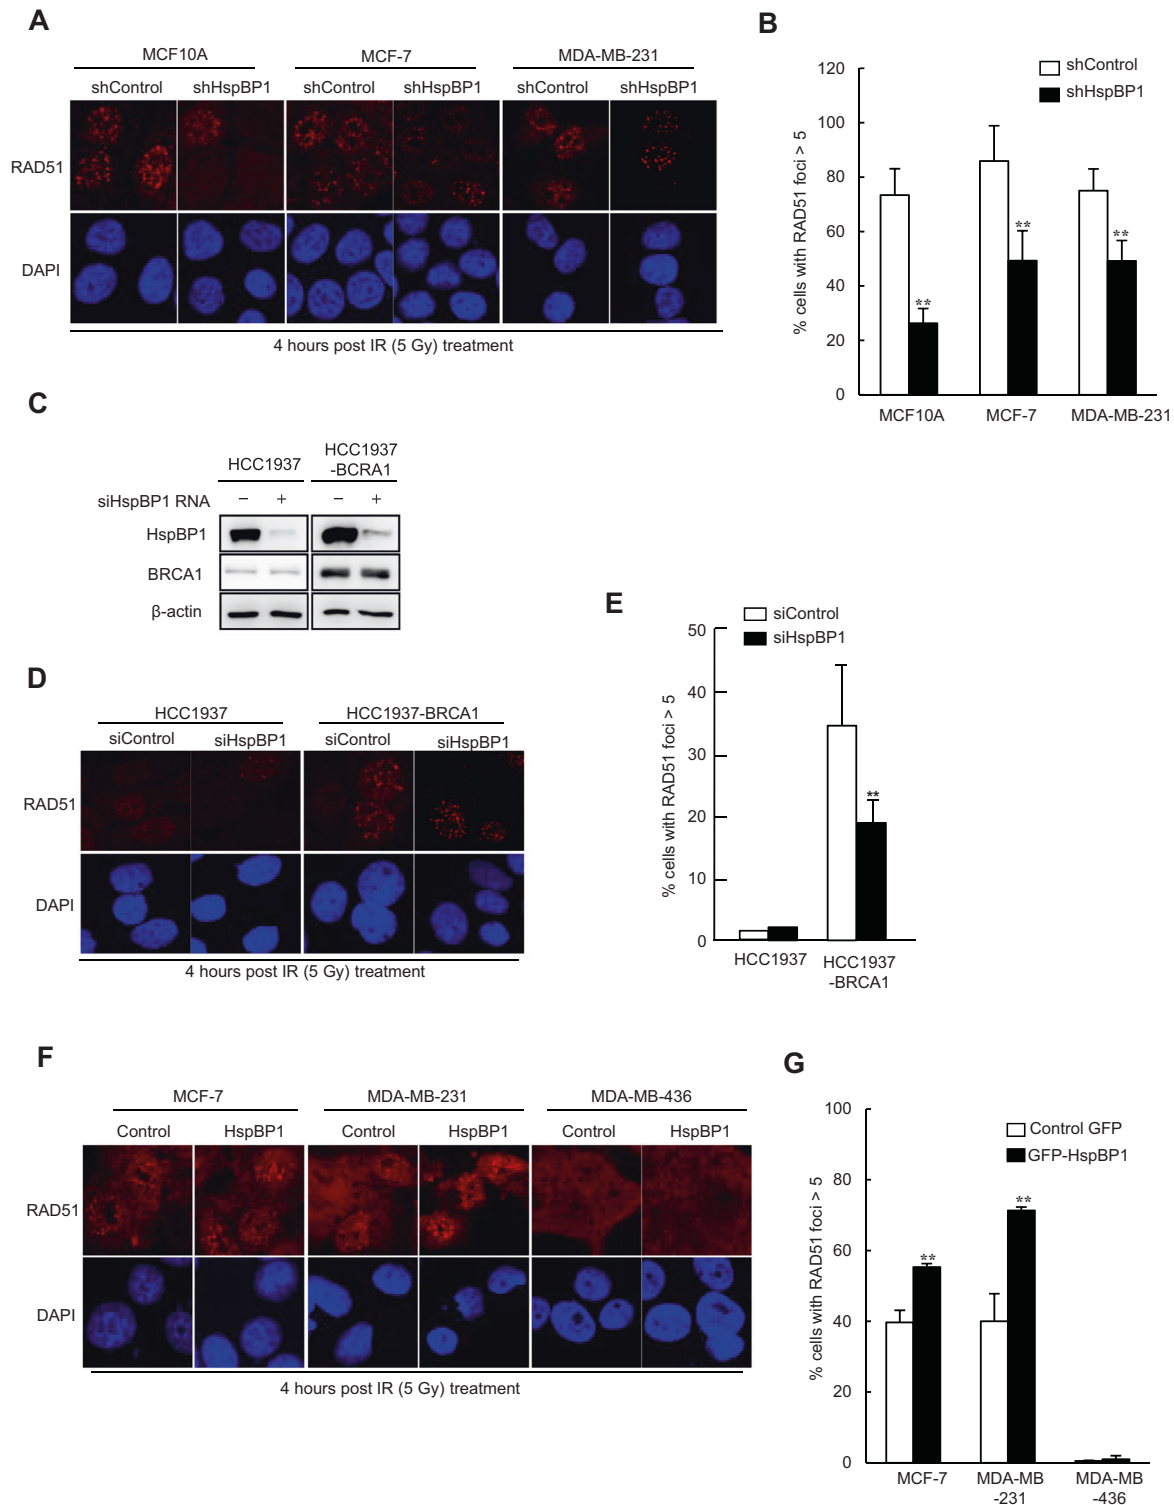 A
MCF10A MCF-7 MDA-MB-231
shControl shHspBP1 shControl shHspBP1 shControl shHspBP1
RAD51
DAPI
4 hours post IR (5 Gy) treatment
B
shControl
shHspBP1
% cells with RAD51 foci > 5
120
100
80
60
40
20
0
**
**
**
MCF10A MCF-7 MDA-MB-231
C
HCC1937 HCC1937
-BCRA1
siHspBP1 RNA − + − +
HspBP1
BRCA1
β-actin
D
HCC1937 HCC1937-BRCA1
siControl siHspBP1 siControl siHspBP1
RAD51
DAPI
4 hours post IR (5 Gy) treatment
E
siControl
siHspBP1
% cells with RAD51 foci > 5
50
40
30
20
10
0
**
HCC1937 HCC1937
-BRCA1
F
MCF-7 MDA-MB-231 MDA-MB-436
Control HspBP1 Control HspBP1 Control HspBP1
RAD51
DAPI
4 hours post IR (5 Gy) treatment
G
Control GFP
GFP-HspBP1
% cells with RAD51 foci > 5
100
80
60
40
20
0
**
**
MCF-7 MDA-MB MDA-MB
-231 -436